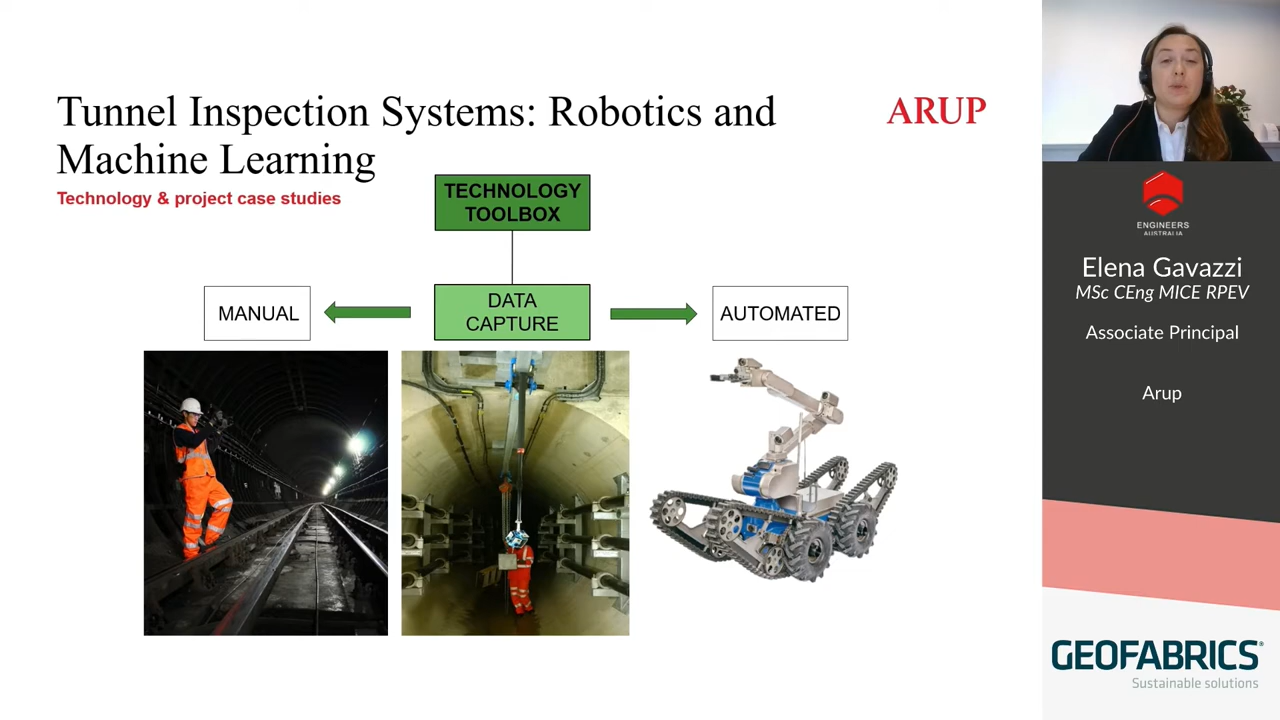 Tunnel Inspection Systems: Robotics and
Machine Learning
Technology & project case studies
ARUP
TECHNOLOGY
TOOLBOX
MANUAL
DATA
CAPTURE
AUTOMATED
ENGINEERS
AUSTRALIA
Elena Gavazzi
MSc CEng MICE RPEV
Associate Principal
Arup
GEOFABRICS®
Sustainable solutions